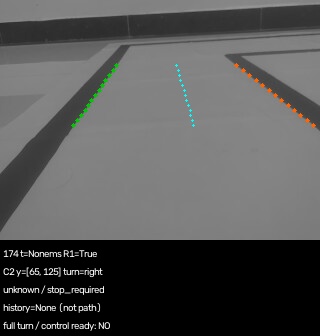 174 t=Nonems R1=True
C2 y=[65, 125] turn=right
unknown / stop_required
history=None (not path)
full turn / control ready: NO